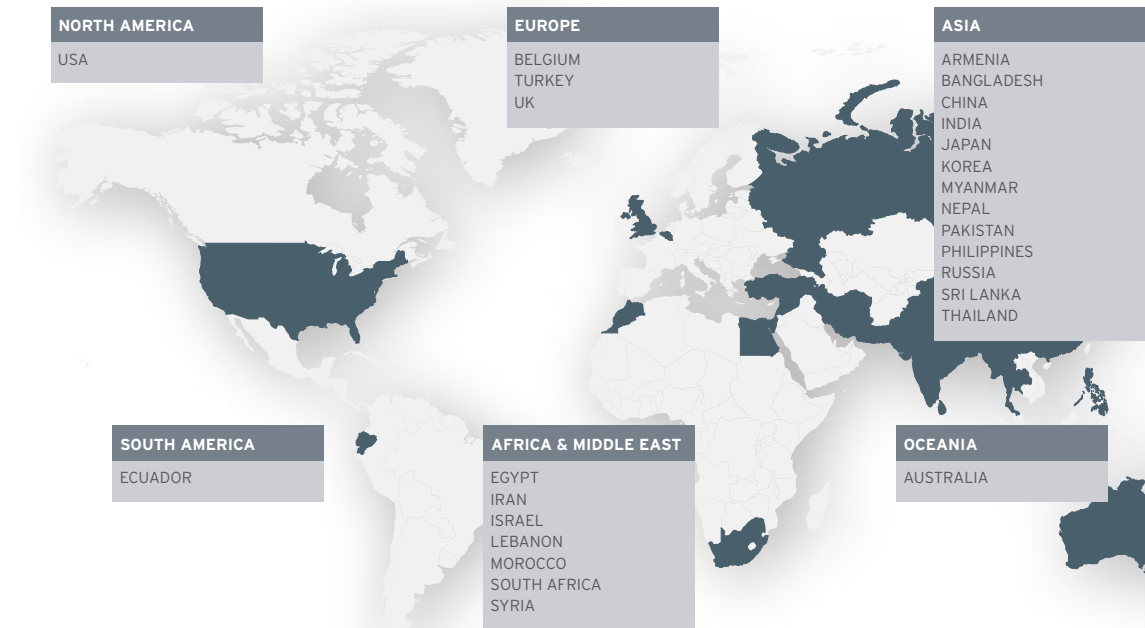 NORTH AMERICA
USA
EUROPE
BELGIUM
TURKEY
UK
ASIA
ARMENIA
BANGLADESH
CHINA
INDIA
JAPAN
KOREA
MYANMAR
NEPAL
PAKISTAN
PHILIPPINES
RUSSIA
SRI LANKA
THAILAND
SOUTH AMERICA
ECUADOR
AFRICA & MIDDLE EAST
EGYPT
IRAN
ISRAEL
LEBANON
MOROCCO
SOUTH AFRICA
SYRIA
OCEANIA
AUSTRALIA